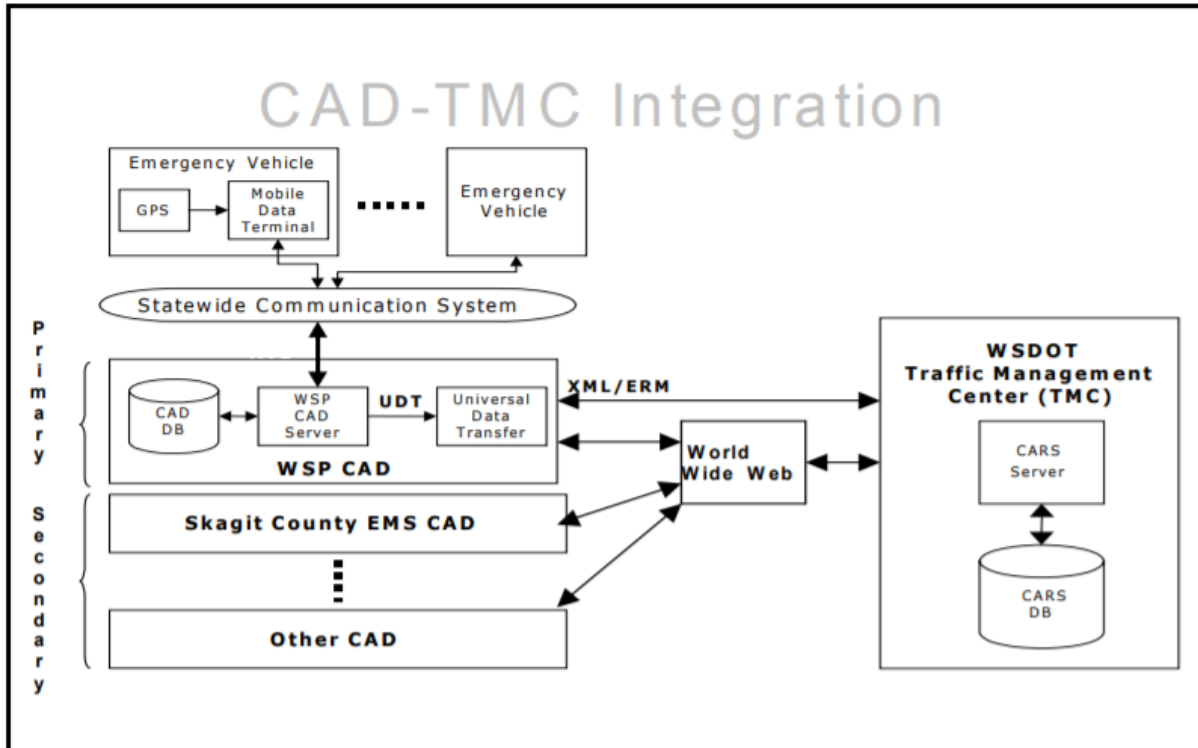 CAD-TMC Integration
Emergency Vehicle
GPS
Mobile
Data
Terminal
Emergency
Vehicle
Statewide Communication System
Primary
CAD
DB
WSP
CAD
Server
UDT
Universal
Data
Transfer
WSP CAD
XML/ERM
World
Wide Web
WSDOT
Traffic Management
Center (TMC)
CARS
Server
CARS
DB
Secondary
Skagit County EMS CAD
Other CAD